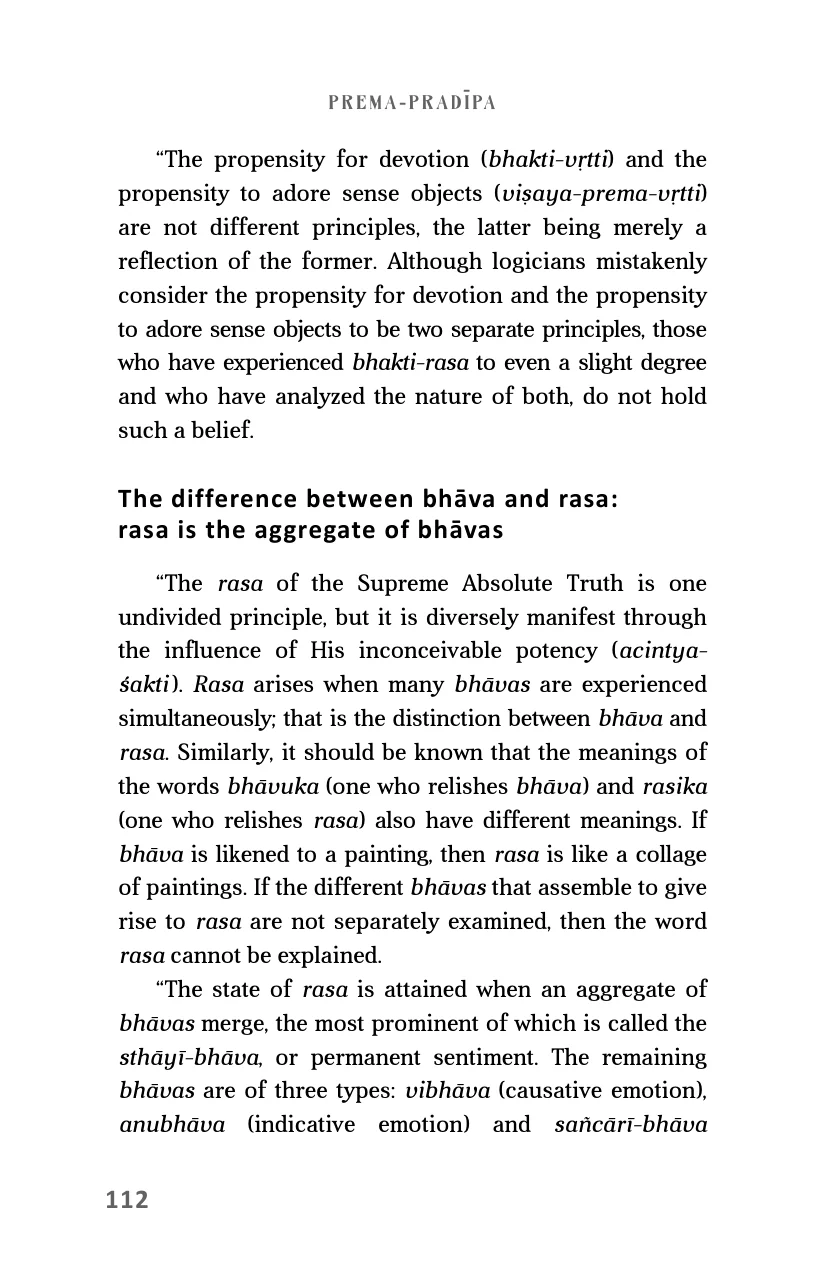 PREMA-PRADĪPA
“The propensity for devotion (bhakti-vṛtti) and the
propensity to adore sense objects (viṣaya-prema-vṛtti)
are not different principles, the latter being merely a
reflection of the former. Although logicians mistakenly
consider the propensity for devotion and the propensity
to adore sense objects to be two separate principles, those
who have experienced bhakti-rasa to even a slight degree
and who have analyzed the nature of both, do not hold
such a belief.
The difference between bhāva and rasa:
rasa is the aggregate of bhāvas
“The rasa of the Supreme Absolute Truth is one
undivided principle, but it is diversely manifest through
the influence of His inconceivable potency (acintya-
śakti). Rasa arises when many bhāvas are experienced
simultaneously; that is the distinction between bhāva and
rasa. Similarly, it should be known that the meanings of
the words bhāvuka (one who relishes bhāva) and rasika
(one who relishes rasa) also have different meanings. If
bhāva is likened to a painting, then rasa is like a collage
of paintings. If the different bhāvas that assemble to give
rise to rasa are not separately examined, then the word
rasa cannot be explained.
“The state of rasa is attained when an aggregate of
bhāvas merge, the most prominent of which is called the
sthāyī-bhāva, or permanent sentiment. The remaining
bhāvas are of three types: vibhāva (causative emotion),
anubhāva (indicative emotion) and sañcārī-bhāva
112